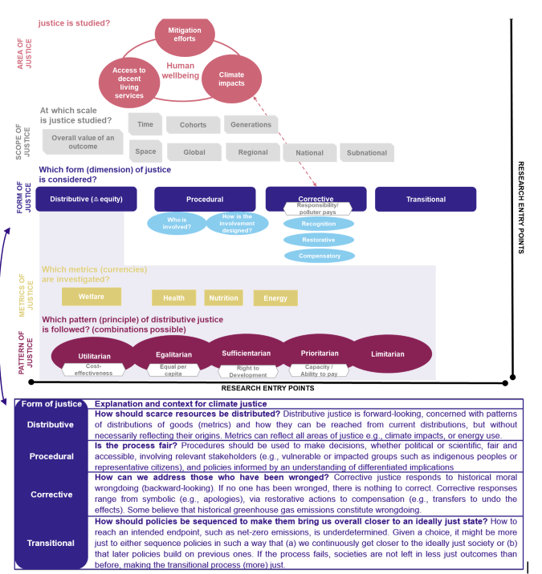 justice is studied?
AREA OF
JUSTICE
Mitigation
efforts
Human
wellbeing
Access to
decent
living
services
Climate
impacts
At which scale
is justice studied?
SCOPE OF
JUSTICE
Time
Cohorts
Generations
Overall value of an
outcome
Space
Global
Regional
National
Subnational
Which form (dimension) of justice
is considered?
FORM OF
JUSTICE
Distributive (Δ equity)
Procedural
Corrective
Transitional
Responsibility/
polluter pays
Who is
involved?
How is the
involvement
designed?
Recognition
Restorative
Compensatory
Which metrics (currencies)
are investigated?
METRICS OF
JUSTICE
Welfare
Health
Nutrition
Energy
Which pattern (principle) of distributive justice
is followed? (combinations possible)
PATTERN OF
JUSTICE
Utilitarian
Egalitarian
Sufficientarian
Prioritarian
Limitarian
Cost-
effectiveness
Equal per
capita
Right to
Development
Capacity /
Ability to pay
RESEARCH ENTRY POINTS
RESEARCH ENTRY POINTS
Form of justice
Explanation and context for climate justice
Distributive
How should scarce resources be distributed? Distributive justice is forward-looking, concerned with patterns
of distributions of goods (metrics) and how they can be reached from current distributions, but without
necessarily reflecting their origins. Metrics can reflect all areas of justice e.g., climate impacts, or energy use.
Procedural
Is the process fair? Procedures should be used to make decisions, whether political or scientific, fair and
accessible, involving relevant stakeholders (e.g., vulnerable or impacted groups such as indigenous peoples or
representative citizens), and policies informed by an understanding of differentiated implications
Corrective
How can we address those who have been wronged? Corrective justice responds to historical moral
wrongdoing (backward-looking). If no one has been wronged, there is nothing to correct. Corrective responses
range from symbolic (e.g., apologies), via restorative actions to compensation (e.g., transfers to undo the
effects). Some believe that historical greenhouse gas emissions constitute wrongdoing.
Transitional
How should policies be sequenced to make them bring us overall closer to an ideally just state? How to
reach an intended endpoint, such as net-zero emissions, is underdetermined. Given a choice, it might be more
just to either sequence policies in such a way that (a) we continuously get closer to the ideally just society or (b)
that later policies build on previous ones. If the process fails, societies are not left in less just outcomes than
before, making the transitional process (more) just.